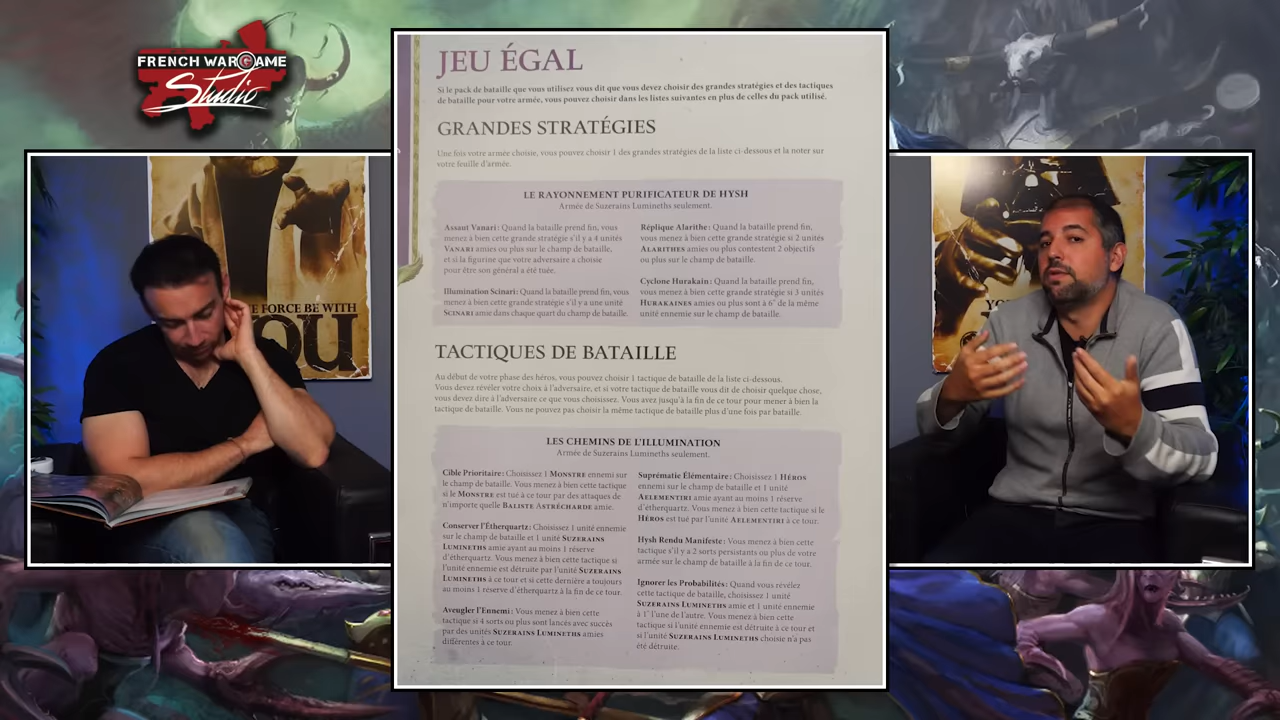 FRENCH WARGAME
Studio
E FORCE BE WITH
YOU
JEU ÉGAL
Si le pack de bataille que vous utilisez vous dit que vous devez choisir des grandes stratégies et des tactiques
de bataille pour votre armée, vous pouvez choisir dans les listes suivantes en plus de celles du pack utilisé.
GRANDES STRATÉGIES
Une fois votre armée choisie, vous pouvez choisir 1 des grandes stratégies de la liste ci-dessous et la noter sur
votre feuille d'armée.
LE RAYONNEMENT PURIFICATEUR DE HYSH
Armée de Suzerains Lumineths seulement.
Assaut Vanari : Quand la bataille prend fin, vous
menez à bien cette grande stratégie s'il y a 4 unités
VANARI amies ou plus sur le champ de bataille,
et si la figurine que votre adversaire a choisie
pour être son général a été tuée.
Illumination Scinari : Quand la bataille prend fin, vous
menez à bien cette grande stratégie s'il y a une unité
SCINARI amie dans chaque quart du champ de bataille.
Réplique Alarithe : Quand la bataille prend fin,
vous menez à bien cette grande stratégie si 2 unités
ALARITHES amies ou plus contestent 2 objectifs
ou plus sur le champ de bataille.
Cyclone Hurakain : Quand la bataille prend fin,
vous menez à bien cette grande stratégie si 3 unités
HURAKAINES amies ou plus sont à 6" de la même
unité ennemie sur le champ de bataille.
TACTIQUES DE BATAILLE
Au début de votre phase des héros, vous pouvez choisir 1 tactique de bataille de la liste ci-dessous.
Vous devez révéler votre choix à l'adversaire, et si votre tactique de bataille vous dit de choisir quelque chose,
vous devez dire à l'adversaire ce que vous choisissez. Vous avez jusqu'à la fin de ce tour pour mener à bien la
tactique de bataille. Vous ne pouvez pas choisir la même tactique de bataille plus d'une fois par bataille.
LES CHEMINS DE L'ILLUMINATION
Armée de Suzerains Lumineths seulement.
Cible Prioritaire : Choisissez 1 MONSTRE ennemi sur
le champ de bataille. Vous menez à bien cette tactique
si le MONSTRE est tué à ce tour par des attaques de
n'importe quelle BALISTE ASTRÉCHARDE amie.
Conserver l'Étherquartz : Choisissez 1 unité ennemie
sur le champ de bataille et 1 unité SUZERAINS
LUMINETHS amie ayant au moins 1 réserve
d'étherquartz. Vous menez à bien cette tactique si
l'unité ennemie est détruite par l'unité SUZERAINS
LUMINETHS à ce tour et si cette dernière a toujours
au moins 1 réserve d'étherquartz à la fin de ce tour.
Aveugler l'Ennemi : Vous menez à bien cette
tactique si 4 sorts ou plus sont lancés avec succès
par des unités SUZERAINS LUMINETHS amies
différentes à ce tour.
Suprématie Élémentaire : Choisissez 1 HÉROS
ennemi sur le champ de bataille et 1 unité
AELEMENTIRI amie ayant au moins 1 réserve
d'étherquartz. Vous menez à bien cette tactique si le
HÉROS est tué par l'unité AELEMENTIRI à ce tour.
Hysh Rendu Manifeste : Vous menez à bien cette
tactique s'il y a 2 sorts persistants ou plus de votre
armée sur le champ de bataille à la fin de ce tour.
Ignorer les Probabilités : Quand vous révélez
cette tactique de bataille, choisissez 1 unité
SUZERAINS LUMINETHS amie et 1 unité ennemie
à 1" l'une de l'autre. Vous menez à bien cette
tactique si l'unité ennemie est détruite à ce tour et
si l'unité SUZERAINS LUMINETHS choisie n'a pas
été détruite.